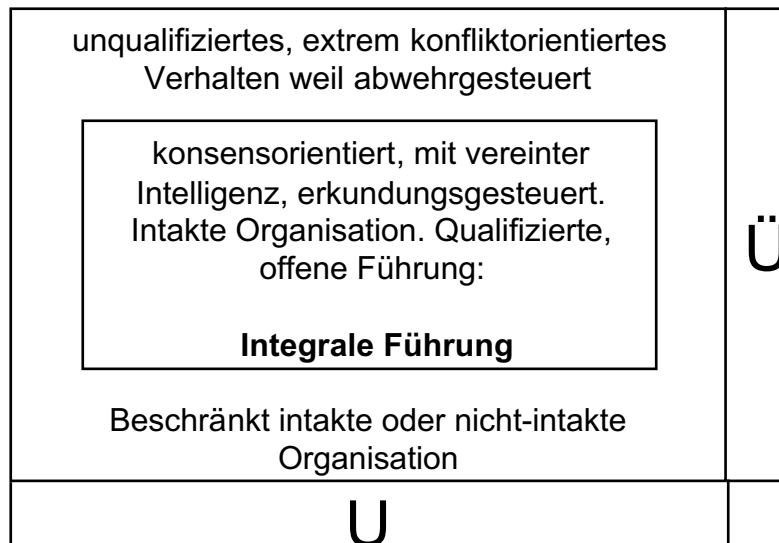 unqualifiziertes, extrem konfliktorientiertes
Verhalten weil abwehrgesteuert
konsensorientiert, mit vereinter
Intelligenz, erkundungsgesteuert.
Intakte Organisation. Qualifizierte,
offene Führung:
Integrale Führung
Beschränkt intakte oder nicht-intakte
Organisation
Ü
U